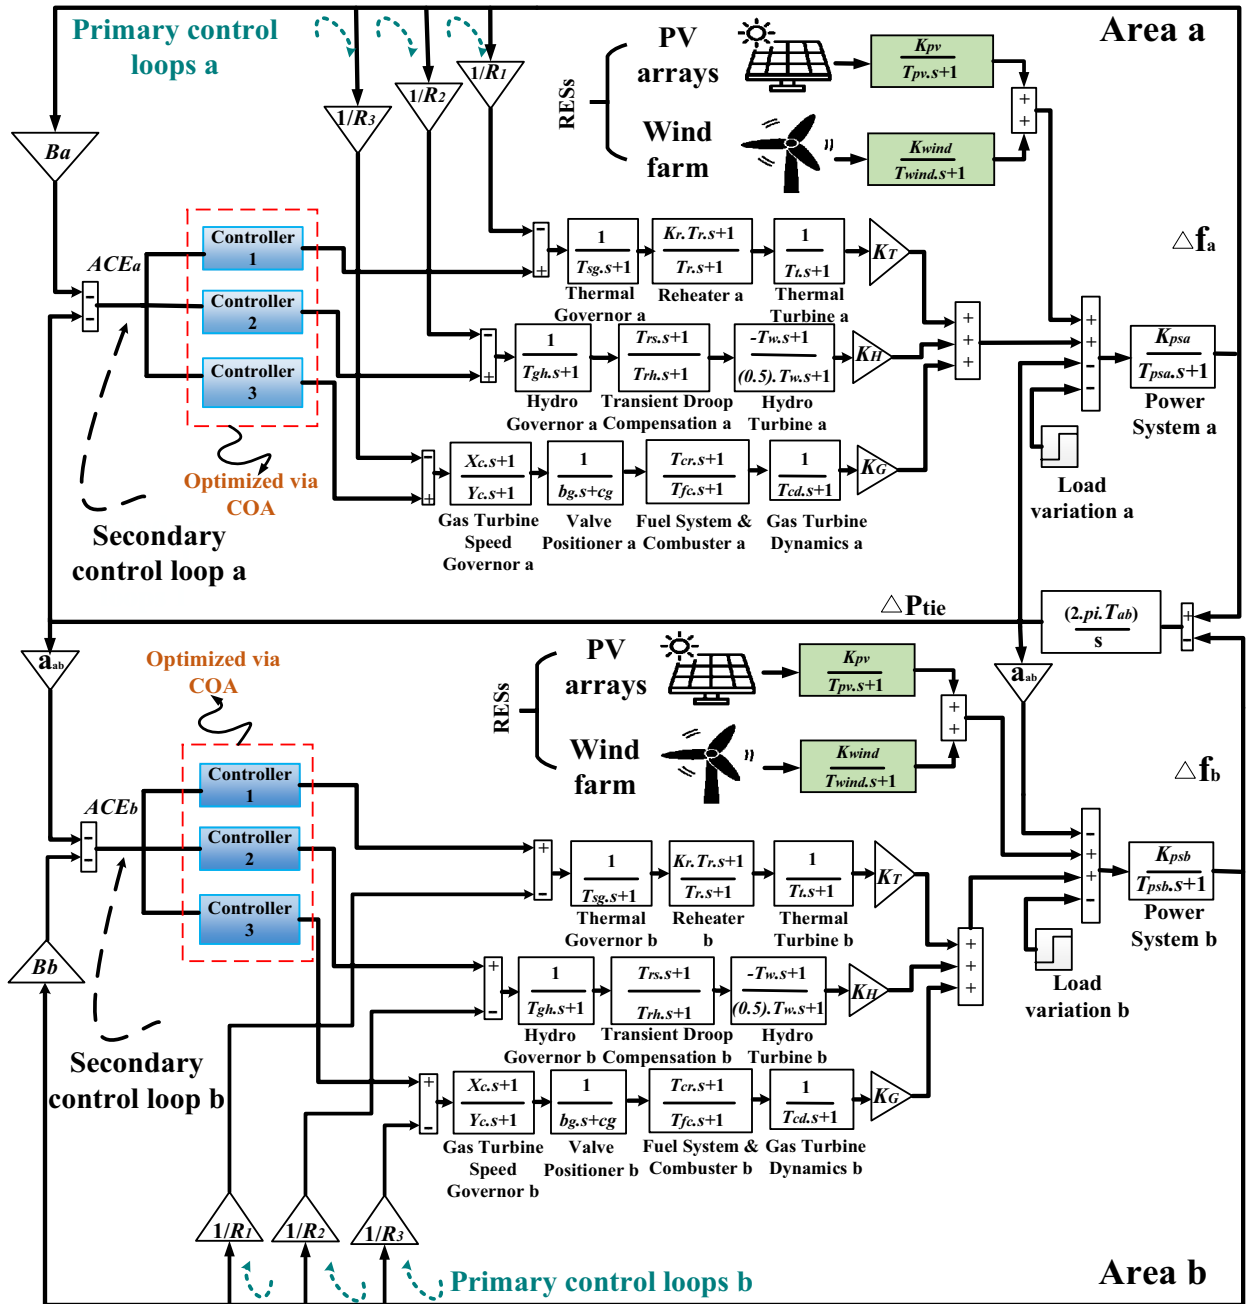 Primary control
loops a
Area a
1/R1
1/R2
1/R3
Ba
RESs
PV
arrays
Kpv
Tpv.s+1
+
+
Wind
farm
Kwind
Twind.s+1
△fa
ACEa
-
-
Controller
1
Controller
2
Controller
3
Optimized via
COA
Secondary
control loop a
-
+
1
Tsg.s+1
Thermal
Governor a
Kr.Tr.s+1
Tr.s+1
Reheater a
1
Tt.s+1
Thermal
Turbine a
KT
-
+
1
Tgh.s+1
Hydro
Governor a
Trs.s+1
Trh.s+1
Transient Droop
Compensation a
-Tw.s+1
(0.5).Tw.s+1
Hydro
Turbine a
KH
-
+
Xc.s+1
Yc.s+1
Gas Turbine
Speed
Governor a
1
bg.s+cg
Valve
Positioner a
Tcr.s+1
Tfc.s+1
Fuel System &
Combuster a
1
Tcd.s+1
Gas Turbine
Dynamics a
KG
+
+
+
+
+
-
-
Kpsa
Tpsa.s+1
Power
System a
Load
variation a
△Ptie
(2.pi.Tab)
s
+
-
aab
aab
Optimized via
COA
RESs
PV
arrays
Kpv
Tpv.s+1
+
+
Wind
farm
Kwind
Twind.s+1
△fb
ACEb
-
-
Controller
1
Controller
2
Controller
3
Bb
Secondary
control loop b
+
-
1
Tsg.s+1
Thermal
Governor b
Kr.Tr.s+1
Tr.s+1
Reheater
b
1
Tt.s+1
Thermal
Turbine b
KT
+
-
1
Tgh.s+1
Hydro
Governor b
Trs.s+1
Trh.s+1
Transient Droop
Compensation b
-Tw.s+1
(0.5).Tw.s+1
Hydro
Turbine b
KH
+
-
Xc.s+1
Yc.s+1
Gas Turbine
Speed
Governor b
1
bg.s+cg
Valve
Positioner b
Tcr.s+1
Tfc.s+1
Fuel System &
Combuster b
1
Tcd.s+1
Gas Turbine
Dynamics b
KG
+
+
+
-
+
+
-
Kpsb
Tpsb.s+1
Power
System b
Load
variation b
1/R1
1/R2
1/R3
Primary control loops b
Area b